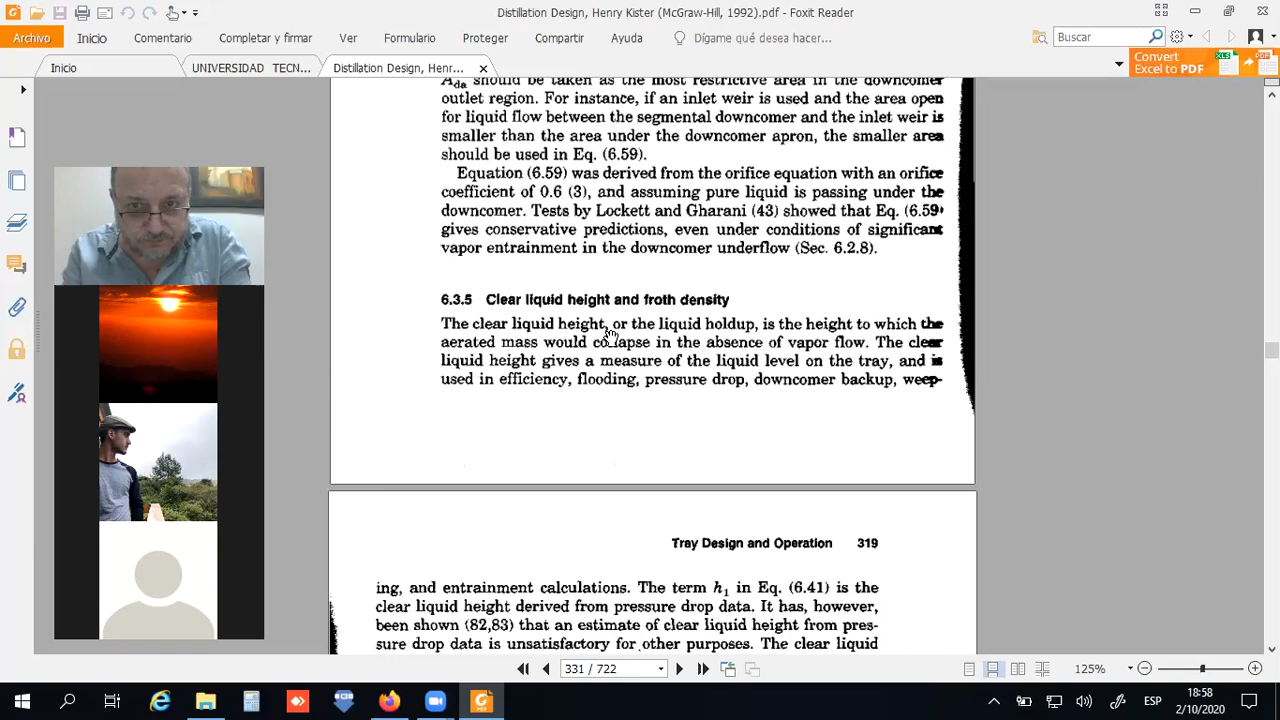 Distillation Design, Henry Kister (McGraw-Hill, 1992).pdf - Foxit Reader
Archivo Inicio Comentario Completar y firmar Ver Formulario Proteger Compartir Ayuda Dígame qué desea hacer... Buscar
Inicio UNIVERSIDAD TECN... Distillation Design, Henr...
Convert
Excel to PDF
XLS
PDF
Ada should be taken as the most restrictive area in the downcomer
outlet region. For instance, if an inlet weir is used and the area open
for liquid flow between the segmental downcomer and the inlet weir is
smaller than the area under the downcomer apron, the smaller area
should be used in Eq. (6.59).
Equation (6.59) was derived from the orifice equation with an orifice
coefficient of 0.6 (3), and assuming pure liquid is passing under the
downcomer. Tests by Lockett and Gharani (43) showed that Eq. (6.59)
gives conservative predictions, even under conditions of significant
vapor entrainment in the downcomer underflow (Sec. 6.2.8).
6.3.5 Clear liquid height and froth density
The clear liquid height, or the liquid holdup, is the height to which the
aerated mass would collapse in the absence of vapor flow. The clear
liquid height gives a measure of the liquid level on the tray, and is
used in efficiency, flooding, pressure drop, downcomer backup, weep-
Tray Design and Operation 319
ing, and entrainment calculations. The term h1 in Eq. (6.41) is the
clear liquid height derived from pressure drop data. It has, however,
been shown (82,83) that an estimate of clear liquid height from pres-
sure drop data is unsatisfactory for other purposes. The clear liquid
331 / 722 125%
ESP
18:58
2/10/2020